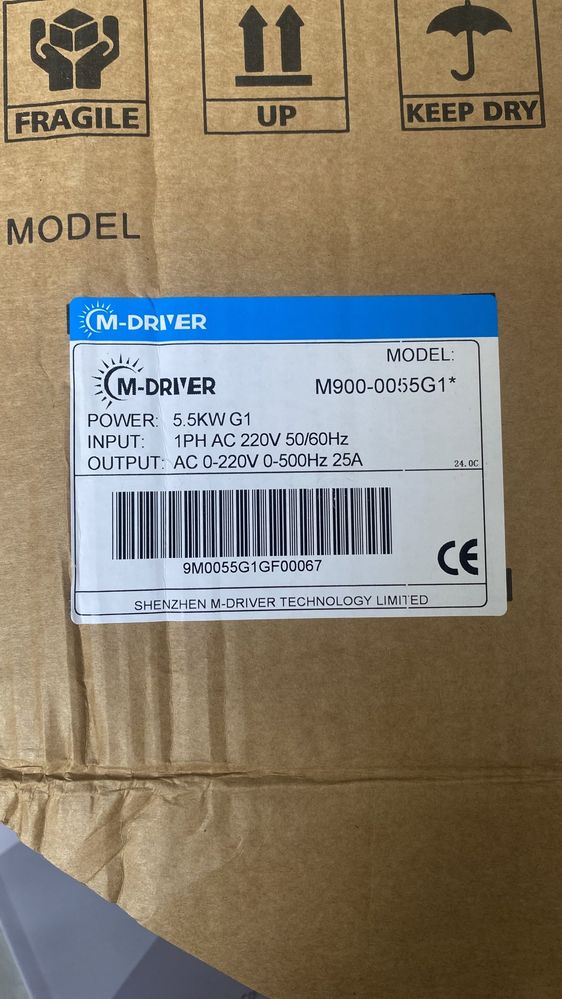 FRAGILE
UP
KEEP DRY
MODEL
M-DRIVER
MODEL:
M-DRIVER
M900-0055G1*
POWER: 5.5KW G1
INPUT: 1PH AC 220V 50/60Hz
OUTPUT: AC 0-220V 0-500Hz 25A
24.0C
9M0055G1GF00067
CE
SHENZHEN M-DRIVER TECHNOLOGY LIMITED